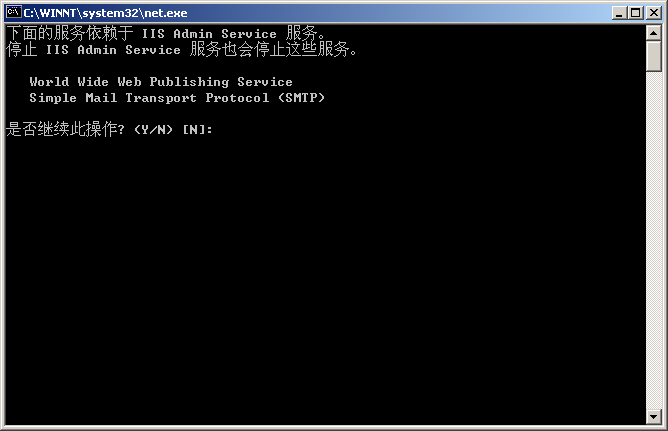 C:\WINNT\system32\net.exe
下面的服务依赖于 IIS Admin Service 服务。
停止 IIS Admin Service 服务也会停止这些服务。
World Wide Web Publishing Service
Simple Mail Transport Protocol (SMTP)
是否继续此操作? (Y/N) [N]: